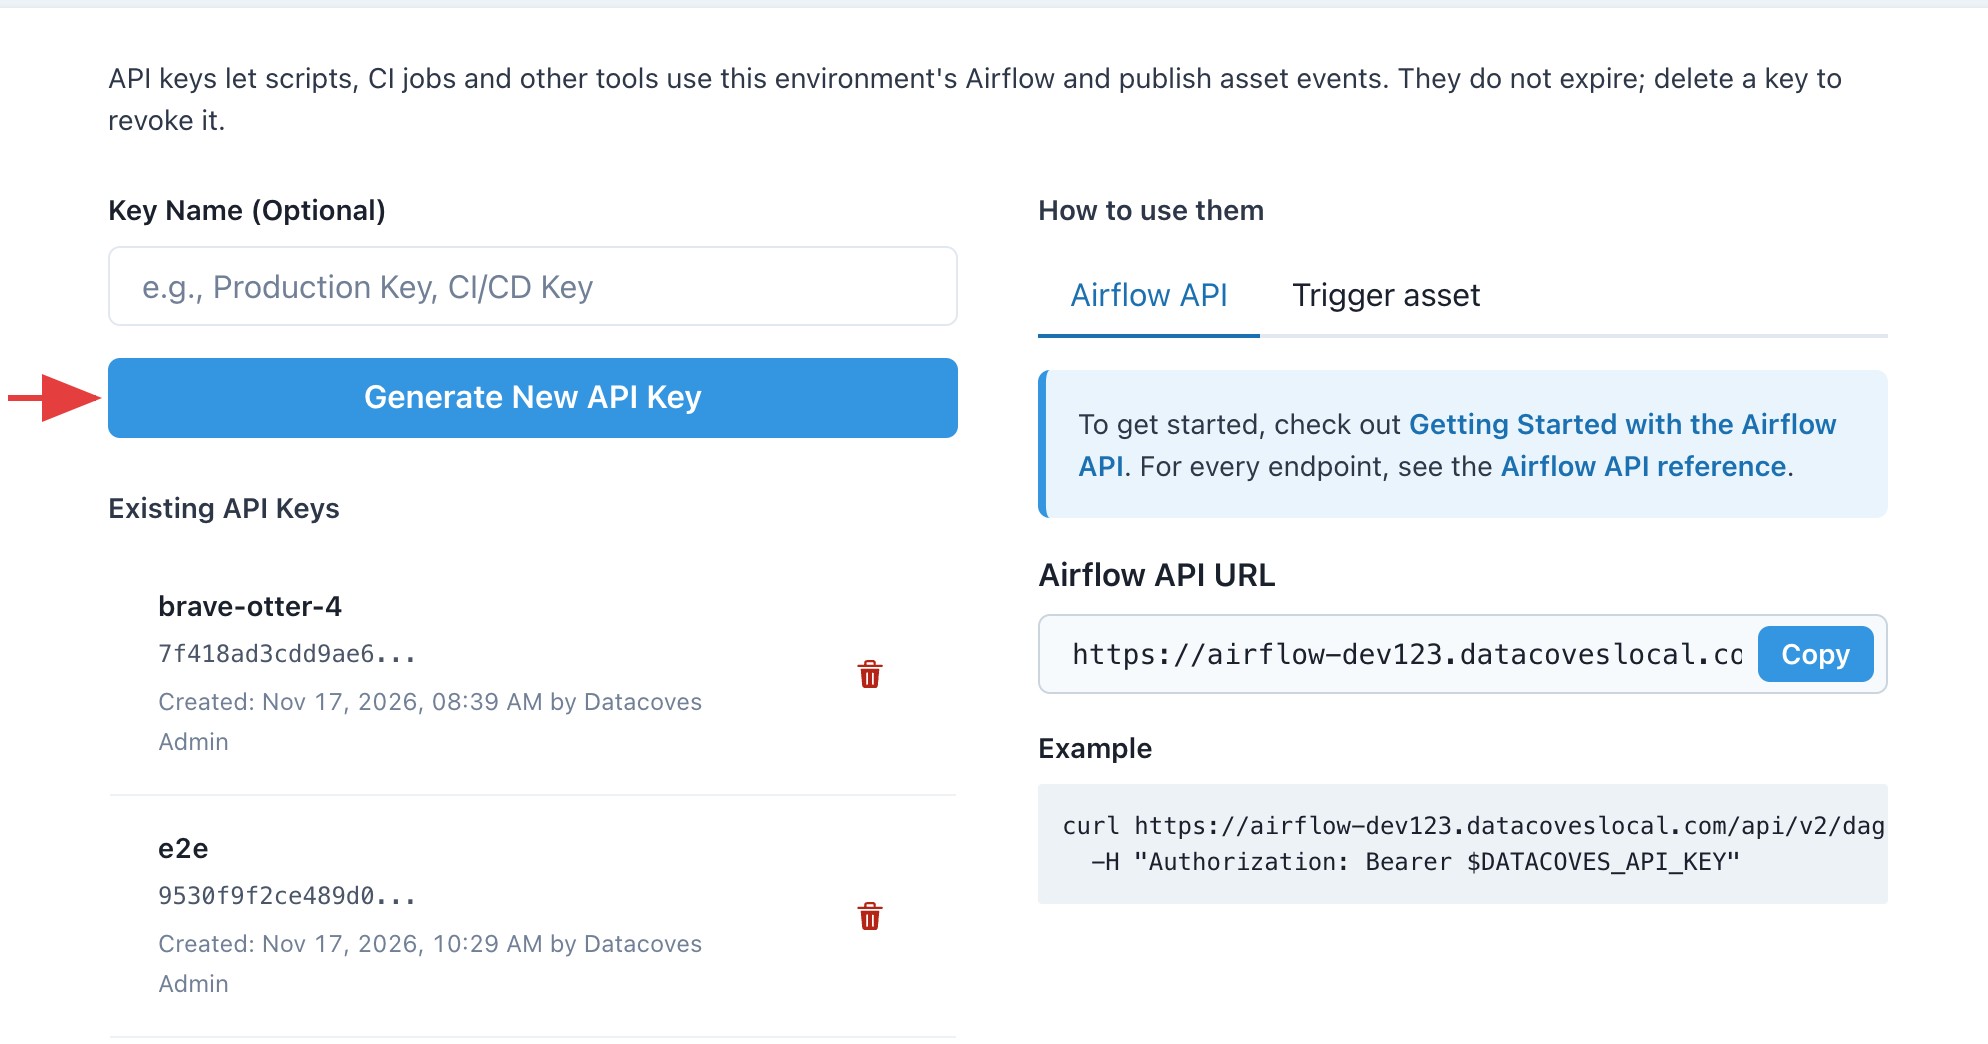 API keys let scripts, CI jobs and other tools use this environment's Airflow and publish asset events. They do not expire; delete a key to
revoke it.
Key Name (Optional)
e.g., Production Key, CI/CD Key
Generate New API Key
Existing API Keys
brave-otter-4
7f418ad3cdd9ae6...
Created: Nov 17, 2026, 08:39 AM by Datacoves
Admin
e2e
9530f9f2ce489d0...
Created: Nov 17, 2026, 10:29 AM by Datacoves
Admin
How to use them
Airflow API
Trigger asset
To get started, check out Getting Started with the Airflow
API. For every endpoint, see the Airflow API reference.
Airflow API URL
https://airflow-dev123.datacoveslocal.co
Copy
Example
curl https://airflow-dev123.datacoveslocal.com/api/v2/dag
-H "Authorization: Bearer $DATACOVES_API_KEY"